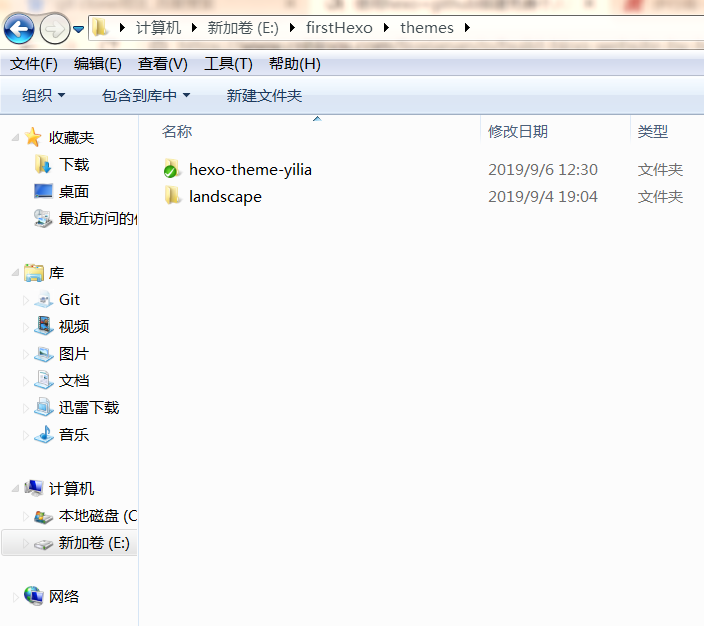 计算机 新加卷 (E:) firstHexo themes
文件(F) 编辑(E) 查看(V) 工具(T) 帮助(H)
组织 包含到库中 新建文件夹
收藏夹
下载
桌面
最近访问的
库
Git
视频
图片
文档
迅雷下载
音乐
计算机
本地磁盘 (C
新加卷 (E:)
网络
名称 修改日期 类型
hexo-theme-yilia 2019/9/6 12:30 文件夹
landscape 2019/9/4 19:04 文件夹